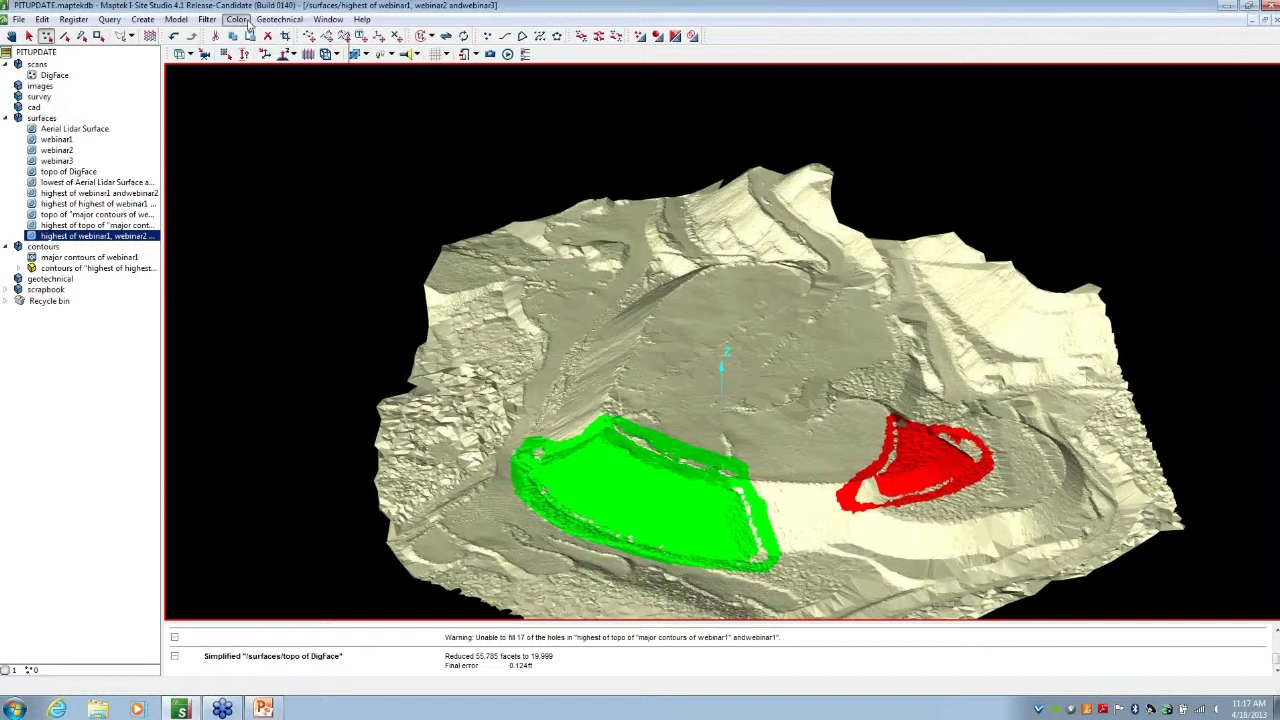 PITUPDATE.maptekdb - Maptek I-Site Studio 4.1 Release-Candidate (Build 0140) - [/surfaces/highest of webinar1, webinar2 andwebinar3]
File Edit Register Query Create Model Filter Color Geotechnical Window Help
PITUPDATE
scans
DigFace
images
survey
cad
surfaces
Aerial Lidar Surface
webinar1
webinar2
webinar3
topo of DigFace
lowest of Aerial Lidar Surface a...
highest of webinar1 andwebinar2
highest of highest of webinar1 ...
topo of "major contours of we...
highest of topo of "major cont...
highest of webinar1, webinar2 ...
contours
major contours of webinar1
contours of "highest of highest...
geotechnical
scrapbook
Recycle bin
Z
Warning: Unable to fill 17 of the holes in "highest of topo of "major contours of webinar1" andwebinar1".
Simplified "/surfaces/topo of DigFace" Reduced 55,785 facets to 19,999
Final error 0.124ft
1 0
11:17 AM
4/18/2013